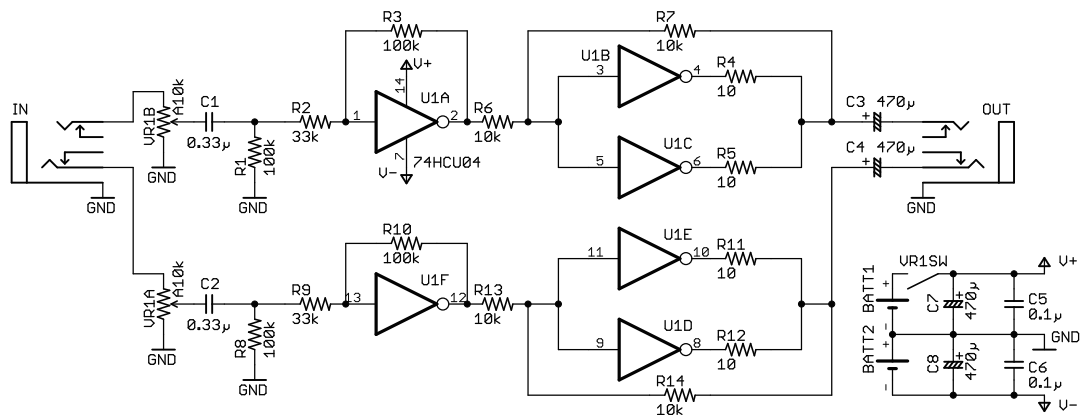 IN
VR1B
A10k
GND
GND
C1
0.33µ
R1
100k
GND
R2
33k
R3
100k
V+
14
U1A
1
2
7
V-
74HCU04
R6
10k
R7
10k
U1B
3
4
R4
10
U1C
5
6
R5
10
C3 470µ
C4 470µ
OUT
GND
VR1A
A10k
GND
C2
0.33µ
R8
100k
GND
R9
33k
R10
100k
U1F
13
12
R13
10k
U1E
11
10
R11
10
U1D
9
8
R12
10
R14
10k
BATT1
+
-
BATT2
+
-
VR1SW
C7
+
470µ
C8
+
470µ
C5
0.1µ
C6
0.1µ
V+
GND
V-